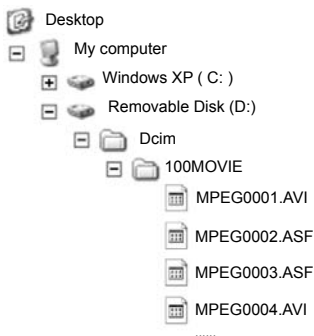 Desktop
My computer
Windows XP ( C: )
Removable Disk (D:)
Dcim
100MOVIE
MPEG0001.AVI
MPEG0002.ASF
MPEG0003.ASF
MPEG0004.AVI
......